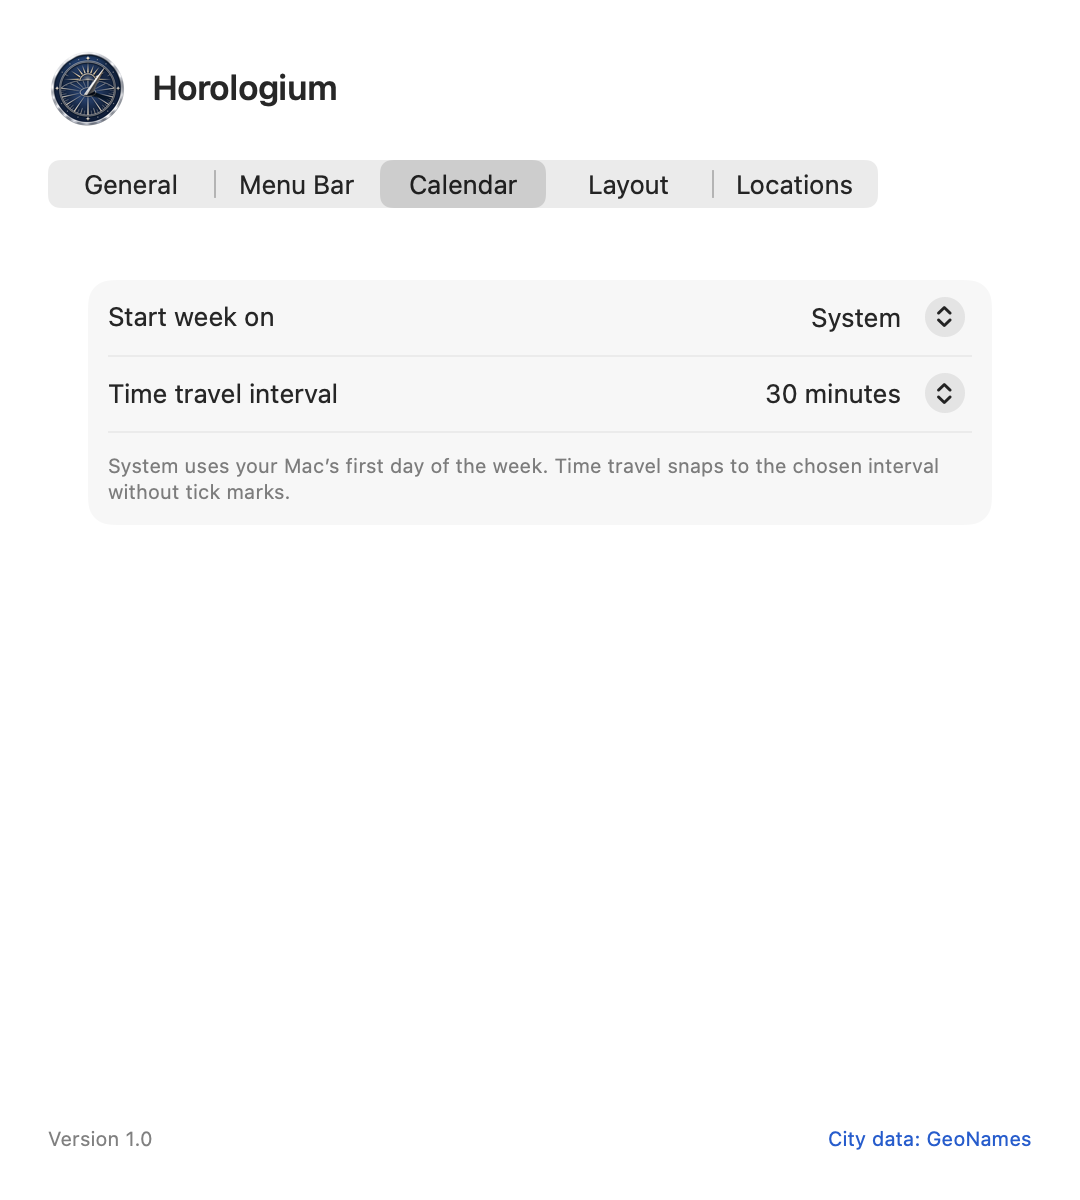 Horologium
General
Menu Bar
Calendar
Layout
Locations
Start week on
System
Time travel interval
30 minutes
System uses your Mac’s first day of the week. Time travel snaps to the chosen interval
without tick marks.
Version 1.0
City data: GeoNames